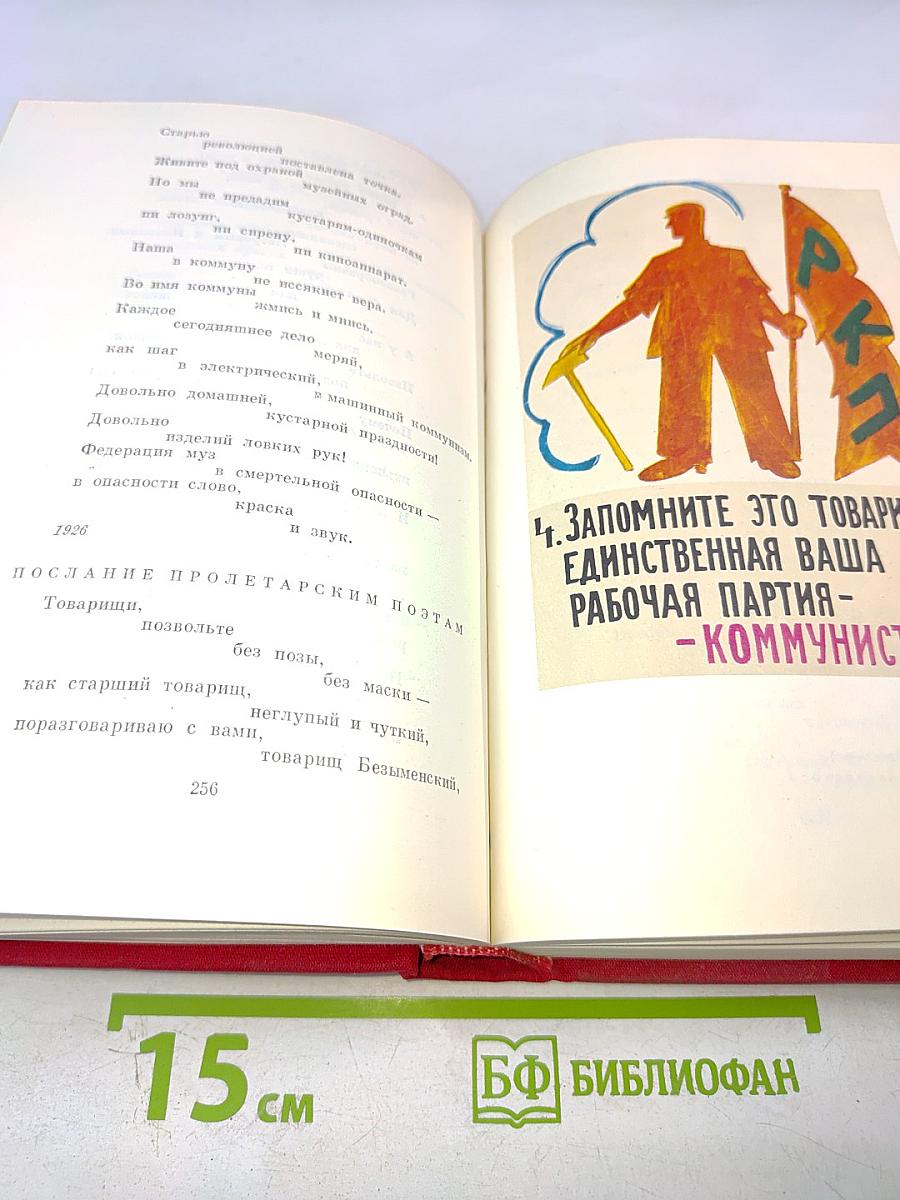 Старью
революцией
поставлена точка.
Живите под охраной
музейных оград.
Но мы
не предадим
кустарям-одиночкам
ни лозунг,
ни сирену,
ни киноаппарат.
Наша
в коммуну
не иссякнет вера.
Во имя коммуны
жмись и мнись.
Каждое
сегодняшнее дело
меряй,
как шаг
в электрический,
в машинный коммунизм.
Довольно домашней,
кустарной праздности!
Довольно
изделий ловких рук!
Федерация муз
в смертельной опасности —
в опасности слово,
краска
и звук.
1926
ПОСЛАНИЕ ПРОЛЕТАРСКИМ ПОЭТАМ
Товарищи,
позвольте
без позы,
без маски —
как старший товарищ,
неглупый и чуткий,
поразговариваю с вами,
товарищ Безыменский,
256
РКП
4. ЗАПОМНИТЕ ЭТО ТОВАРИ
ЕДИНСТВЕННАЯ ВАША
РАБОЧАЯ ПАРТИЯ-
-КОММУНИСТ
15 см
БФ БИБЛИОФАН